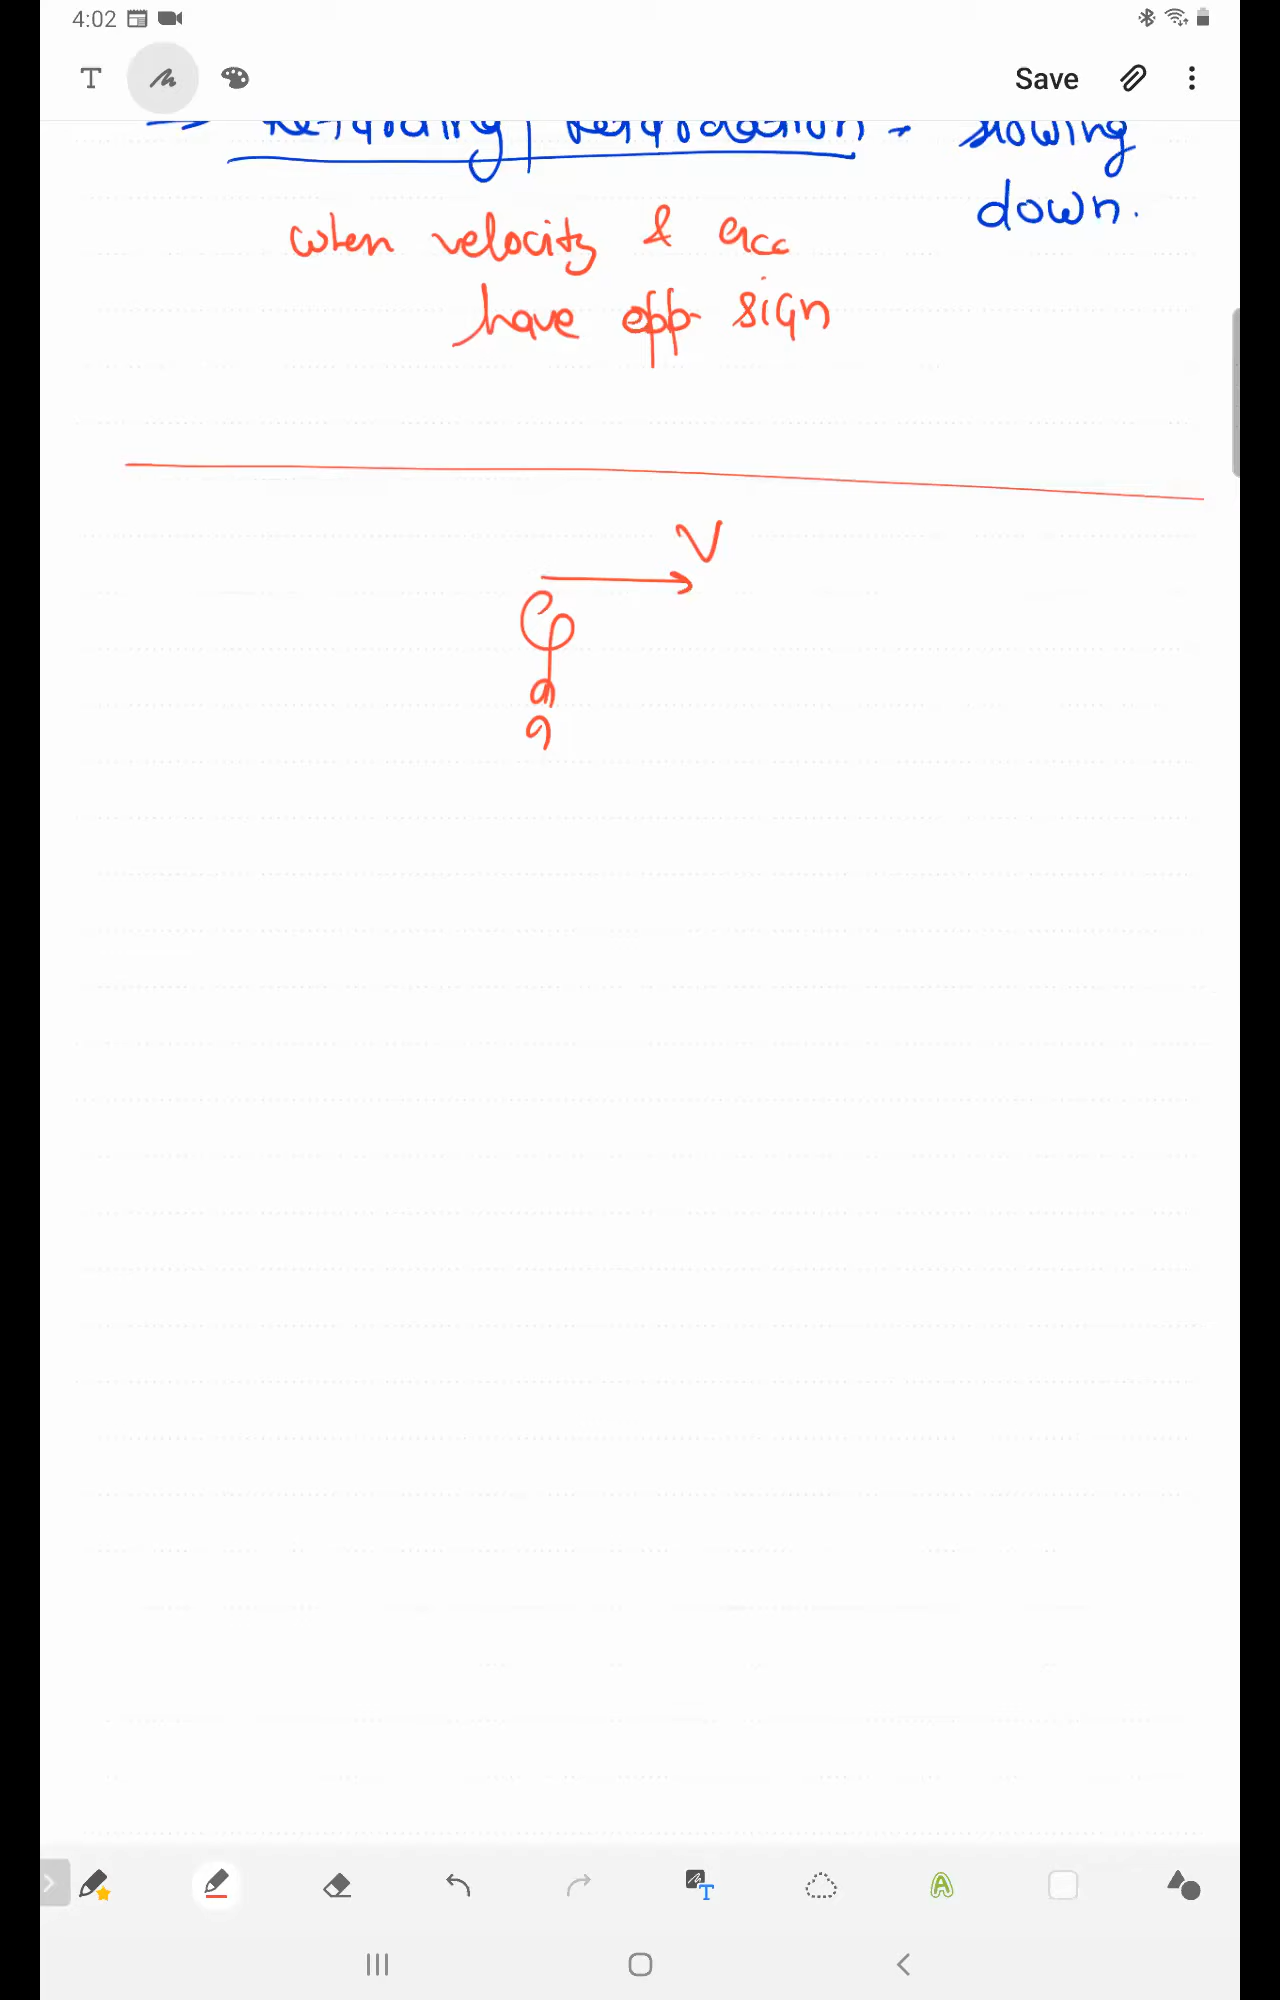 4:02
T Save
slowing
down.
when velocity & acc
have opp. sign
V